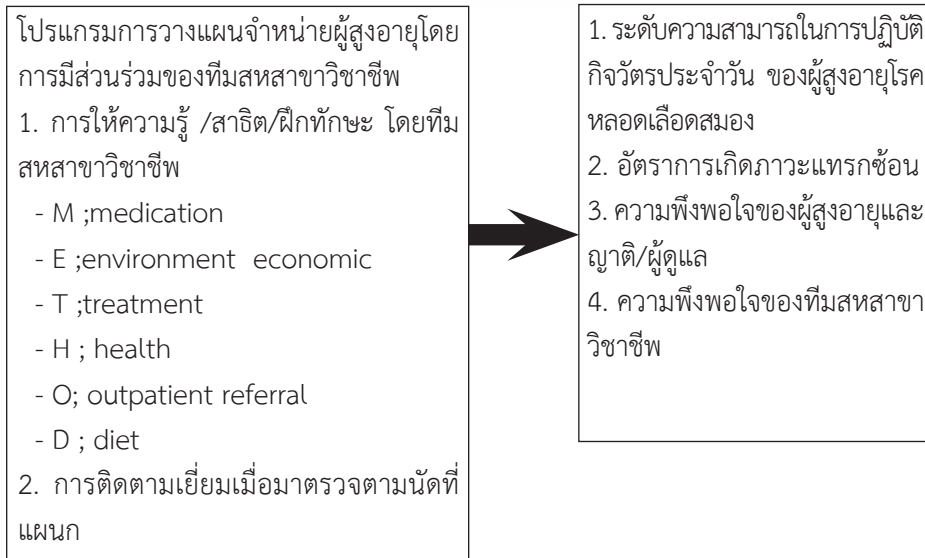 โปรแกรมการวางแผนจำหน่ายผู้สูงอายุโดย
การมีส่วนร่วมของทีมสหสาขาวิชาชีพ
1. การให้ความรู้ /สาธิต/ฝึกทักษะ โดยทีม
สหสาขาวิชาชีพ
- M ;medication
- E ;environment economic
- T ;treatment
- H ; health
- O; outpatient referral
- D ; diet
2. การติดตามเยี่ยมเมื่อมาตรวจตามนัดที่
แผนก
1. ระดับความสามารถในการปฏิบัติ
กิจวัตรประจำวัน ของผู้สูงอายุโรค
หลอดเลือดสมอง
2. อัตราการเกิดภาวะแทรกซ้อน
3. ความพึงพอใจของผู้สูงอายุและ
ญาติ/ผู้ดูแล
4. ความพึงพอใจของทีมสหสาขา
วิชาชีพ